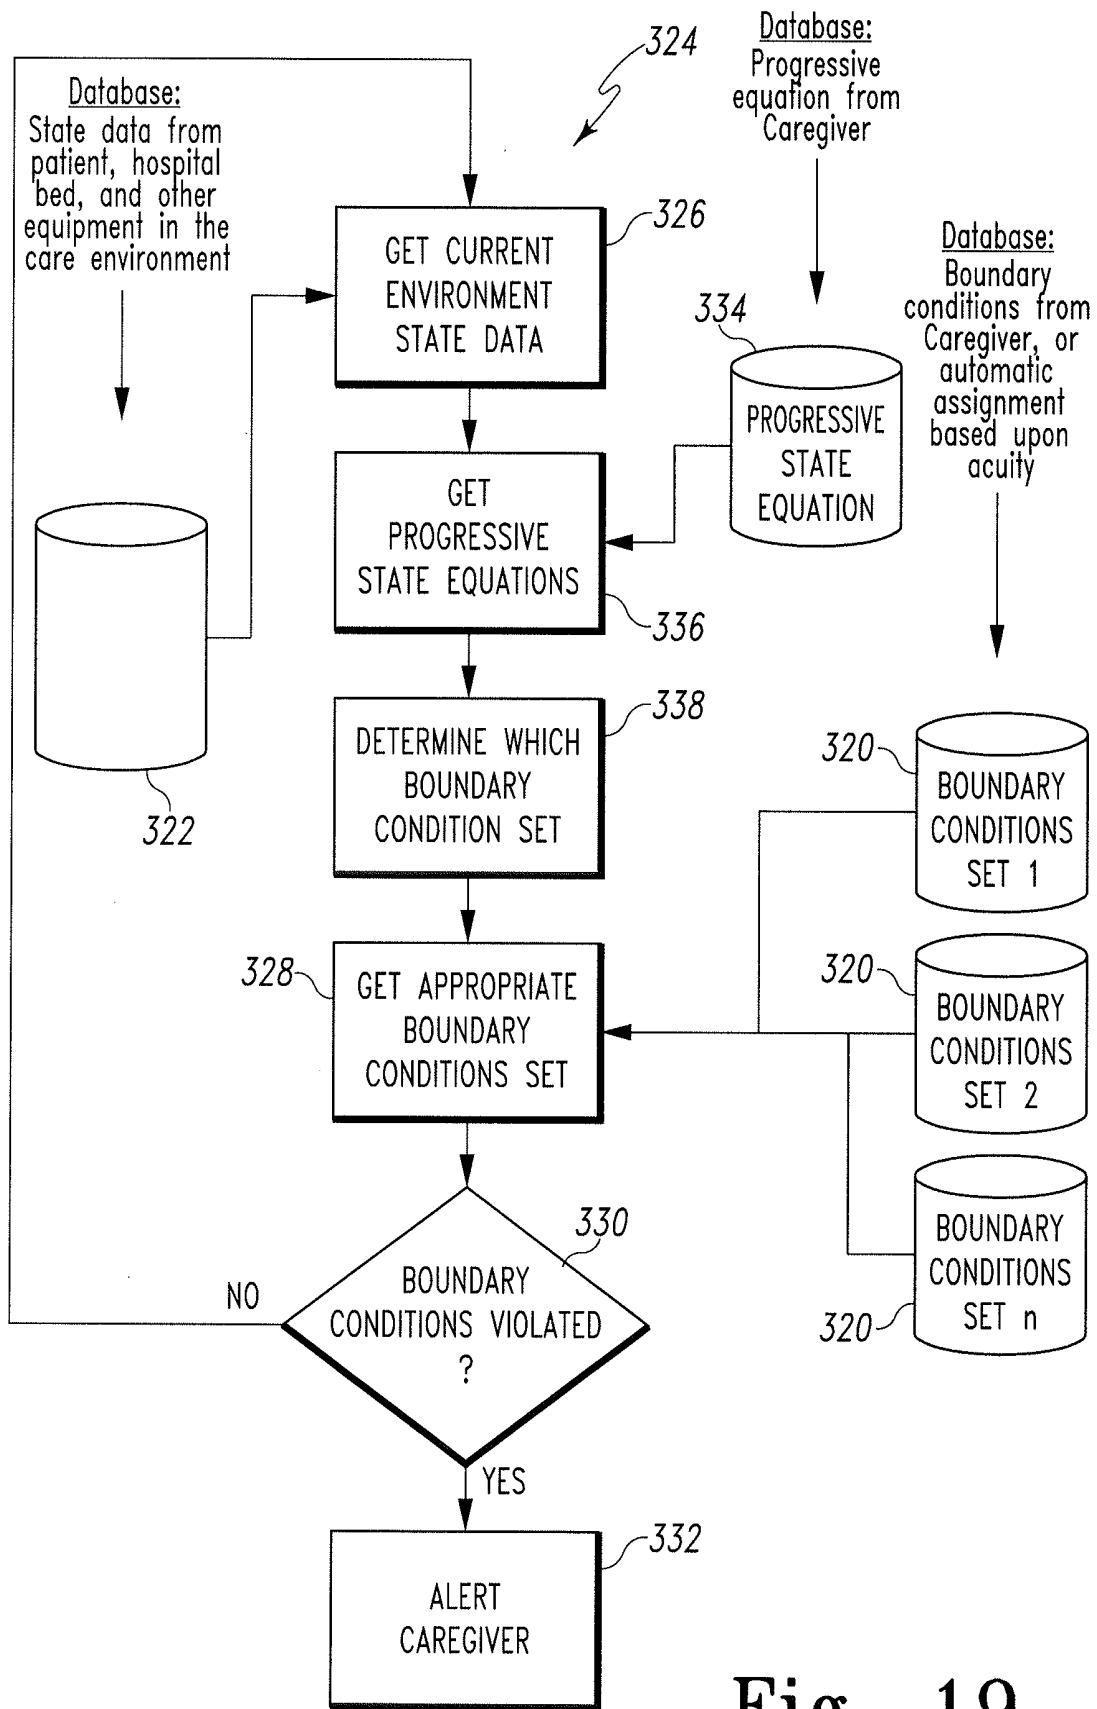 324
Database:
Progressive
equation from
Caregiver
Database:
State data from
patient, hospital
bed, and other
equipment in the
care environment
326
GET CURRENT
ENVIRONMENT
STATE DATA
Database:
Boundary
conditions from
Caregiver, or
automatic
assignment
based upon
acuity
334
PROGRESSIVE
STATE
EQUATION
GET
PROGRESSIVE
STATE EQUATIONS
336
322
338
DETERMINE WHICH
BOUNDARY
CONDITION SET
320
BOUNDARY
CONDITIONS
SET 1
328
GET APPROPRIATE
BOUNDARY
CONDITIONS SET
320
BOUNDARY
CONDITIONS
SET 2
330
BOUNDARY
CONDITIONS VIOLATED
?
NO
BOUNDARY
CONDITIONS
SET n
320
YES
332
ALERT
CAREGIVER
Fig. 19